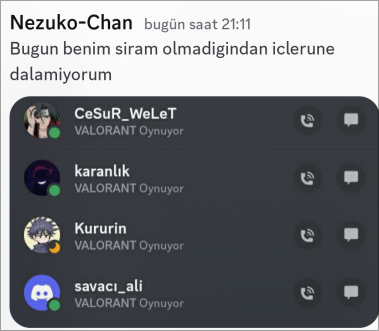 Nezuko-Chan bugün saat 21:11
Bugun benim siram olmadigindan iclerune
dalamiyorum
CeSuR_WeLeT
VALORANT Oynuyor
karanlık
VALORANT Oynuyor
Kururin
VALORANT Oynuyor
savacı_ali
VALORANT Oynuyor